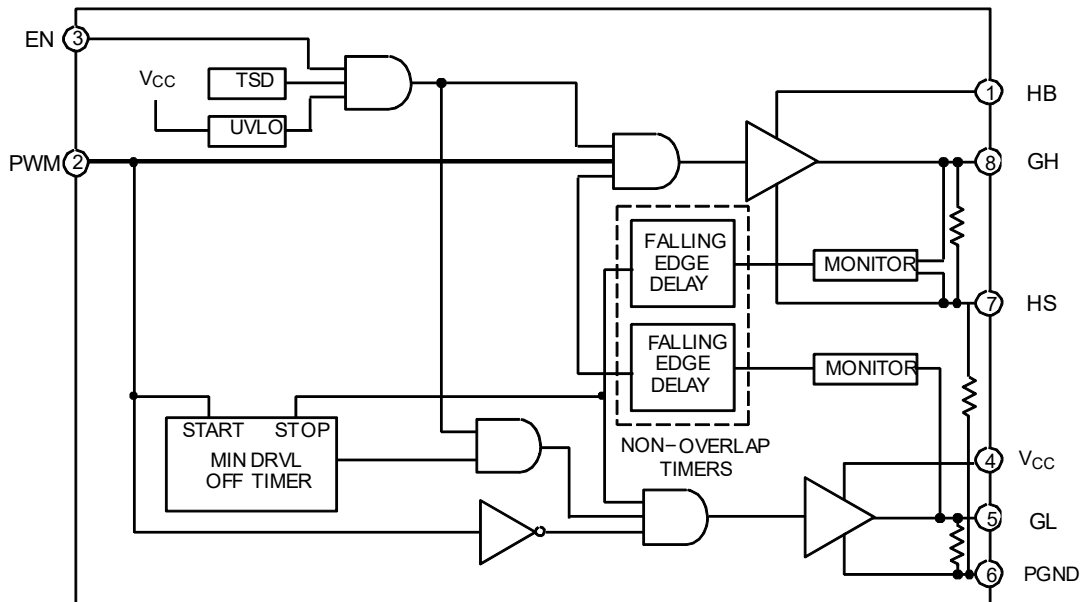 EN
3
VCC
TSD
UVLO
PWM
2
1
HB
8
GH
FALLING
EDGE
DELAY
MONITOR
7
HS
FALLING
EDGE
DELAY
MONITOR
START STOP
MIN DRVL
OFF TIMER
NON-OVERLAP
TIMERS
4
VCC
5
GL
6
PGND